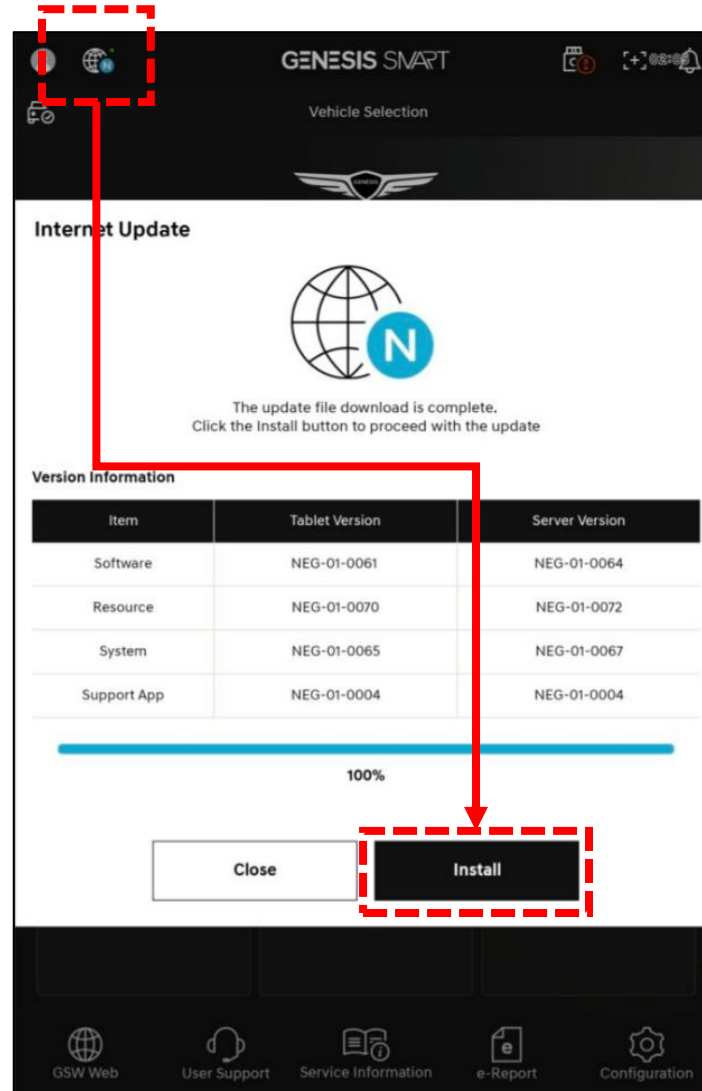 N
GENESIS SMART
Vehicle Selection
GENESIS
Internet Update
N
The update file download is complete.
Click the Install button to proceed with the update
Version Information
Item Tablet Version Server Version
Software NEG-01-0061 NEG-01-0064
Resource NEG-01-0070 NEG-01-0072
System NEG-01-0065 NEG-01-0067
Support App NEG-01-0004 NEG-01-0004
100%
Close Install
GSW Web User Support Service Information e-Report Configuration